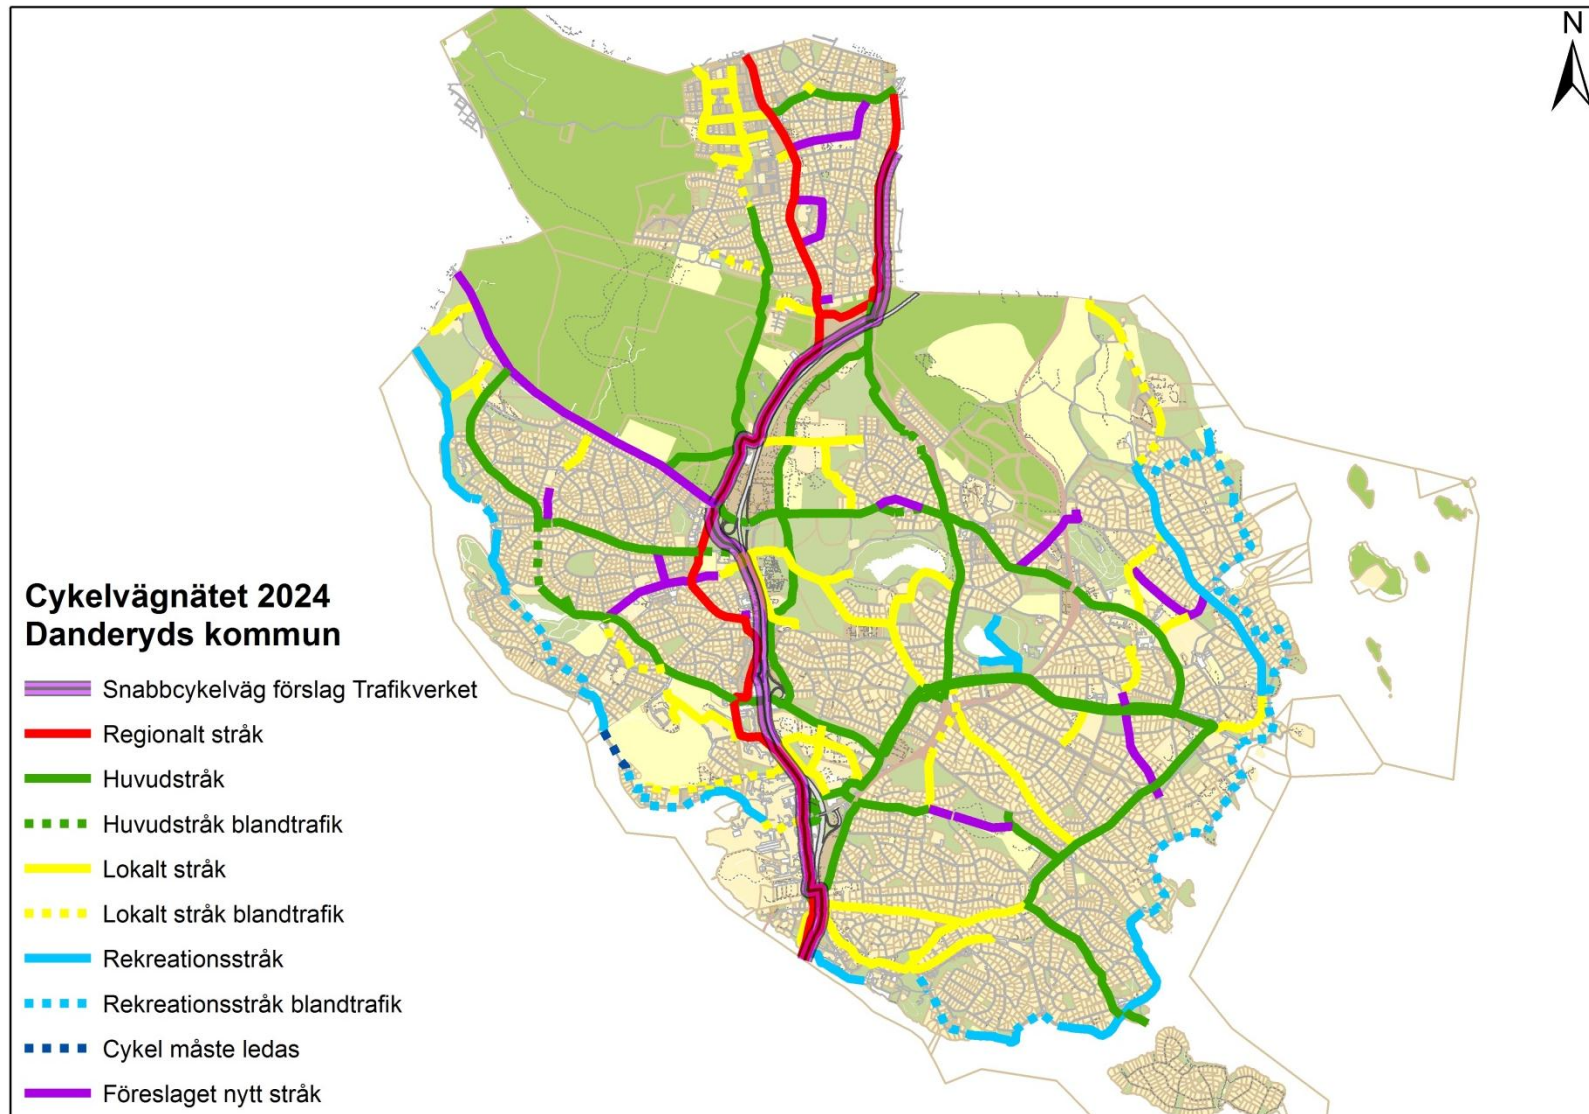 N
Cykelvägnätet 2024
Danderyds kommun
Snabbcykelväg förslag Trafikverket
Regionalt stråk
Huvudstråk
Huvudstråk blandtrafik
Lokalt stråk
Lokalt stråk blandtrafik
Rekreationsstråk
Rekreationsstråk blandtrafik
Cykel måste ledas
Föreslaget nytt stråk